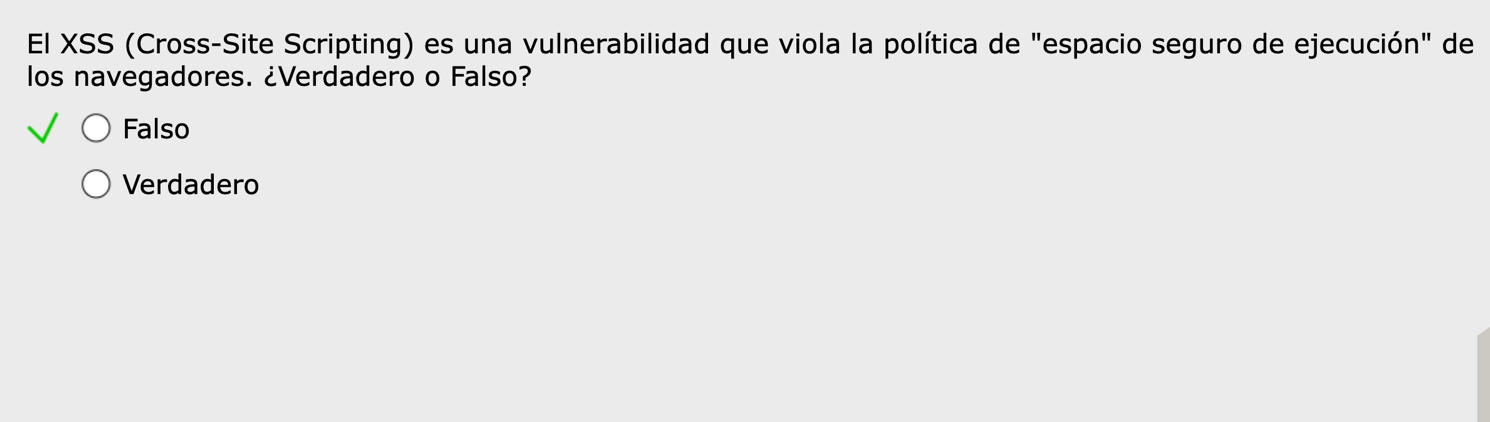 El XSS (Cross-Site Scripting) es una vulnerabilidad que viola la política de "espacio seguro de ejecución" de
los navegadores. ¿Verdadero o Falso?
Falso
Verdadero